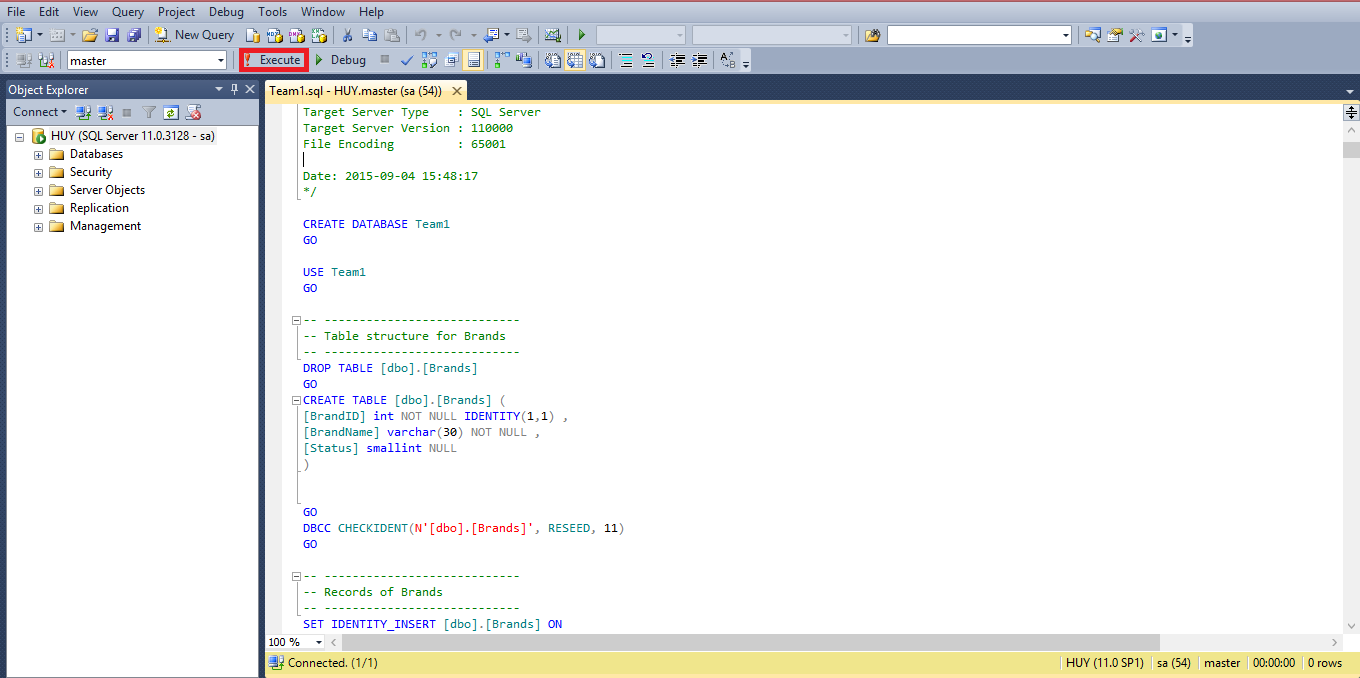 File Edit View Query Project Debug Tools Window Help
New Query
master Execute Debug
Object Explorer
Connect
HUY (SQL Server 11.0.3128 - sa)
Databases
Security
Server Objects
Replication
Management
Team1.sql - HUY.master (sa (54))
Target Server Type    : SQL Server
Target Server Version : 110000
File Encoding         : 65001
Date: 2015-09-04 15:48:17
*/
CREATE DATABASE Team1
GO
USE Team1
GO
-- ----------------------------
-- Table structure for Brands
-- ----------------------------
DROP TABLE [dbo].[Brands]
GO
CREATE TABLE [dbo].[Brands] (
[BrandID] int NOT NULL IDENTITY(1,1) ,
[BrandName] varchar(30) NOT NULL ,
[Status] smallint NULL
)
GO
DBCC CHECKIDENT(N'[dbo].[Brands]', RESEED, 11)
GO
-- ----------------------------
-- Records of Brands
-- ----------------------------
SET IDENTITY_INSERT [dbo].[Brands] ON
100 %
Connected. (1/1) HUY (11.0 SP1) sa (54) master 00:00:00 0 rows